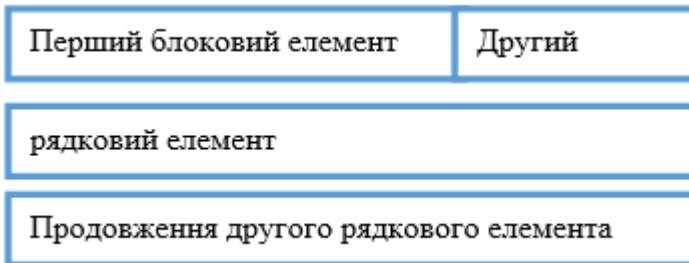 Перший блоковий елемент Другий
рядковий елемент
Продовження другого рядкового елемента